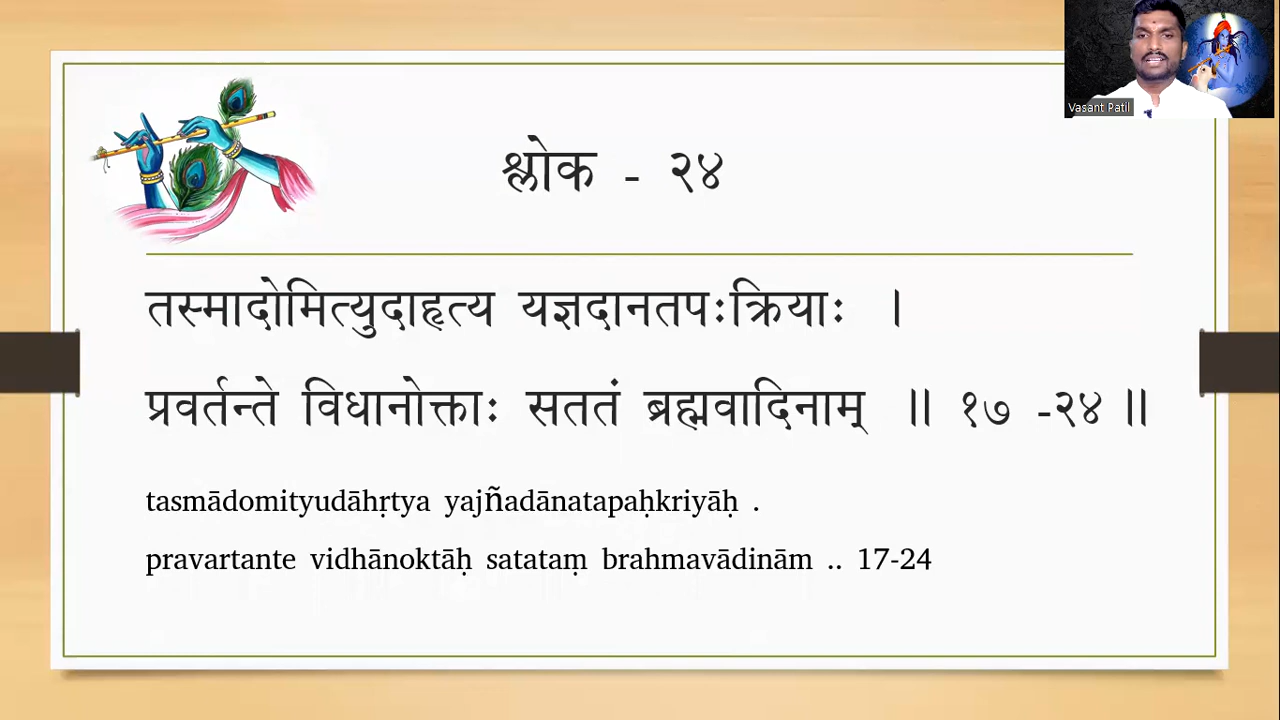 Vasant Patil
श्लोक - २४
तस्मादोमित्युदाहृत्य यज्ञदानतपःक्रियाः ।
प्रवर्तन्ते विधानोक्ताः सततं ब्रह्मवादिनाम् ॥ १७ -२४ ॥
tasmādomityudāhṛtya yajñadānatapaḥkriyāḥ .
pravartante vidhānoktāḥ satataṃ brahmavādinām .. 17-24